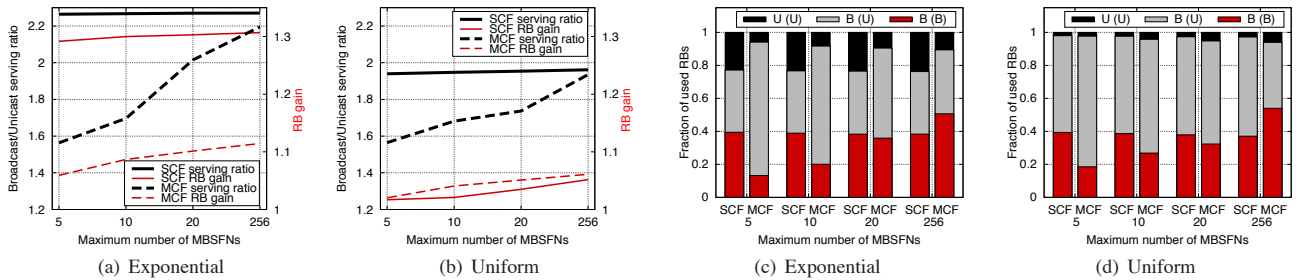 Broadcast/Unicast serving ratio
2.2
2
1.8
1.6
1.4
1.2
1.3
1.2
1.1
1
RB gain
SCF serving ratio
SCF RB gain
MCF serving ratio
MCF RB gain
5 10 20 256
Maximum number of MBSFNs
(a) Exponential
Broadcast/Unicast serving ratio
2.2
2
1.8
1.6
1.4
1.2
1.3
1.2
1.1
1
RB gain
SCF serving ratio
SCF RB gain
MCF serving ratio
MCF RB gain
5 10 20 256
Maximum number of MBSFNs
(b) Uniform
U (U) B (U) B (B)
Fraction of used RBs
1
0.8
0.6
0.4
0.2
0
SCF MCF SCF MCF SCF MCF SCF MCF
5 10 20 256
Maximum number of MBSFNs
(c) Exponential
U (U) B (U) B (B)
Fraction of used RBs
1
0.8
0.6
0.4
0.2
0
SCF MCF SCF MCF SCF MCF SCF MCF
5 10 20 256
Maximum number of MBSFNs
(d) Uniform